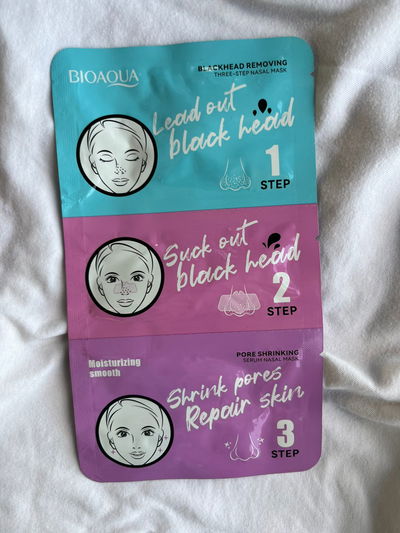 BIOAQUA
BLACKHEAD REMOVING
THREE-STEP NASAL MASK
Lead out
black head
1
STEP
Suck out
black head
2
STEP
Moisturizing
smooth
PORE SHRINKING
SERUM NASAL MASK
Shrink pores
Repair skin
3
STEP